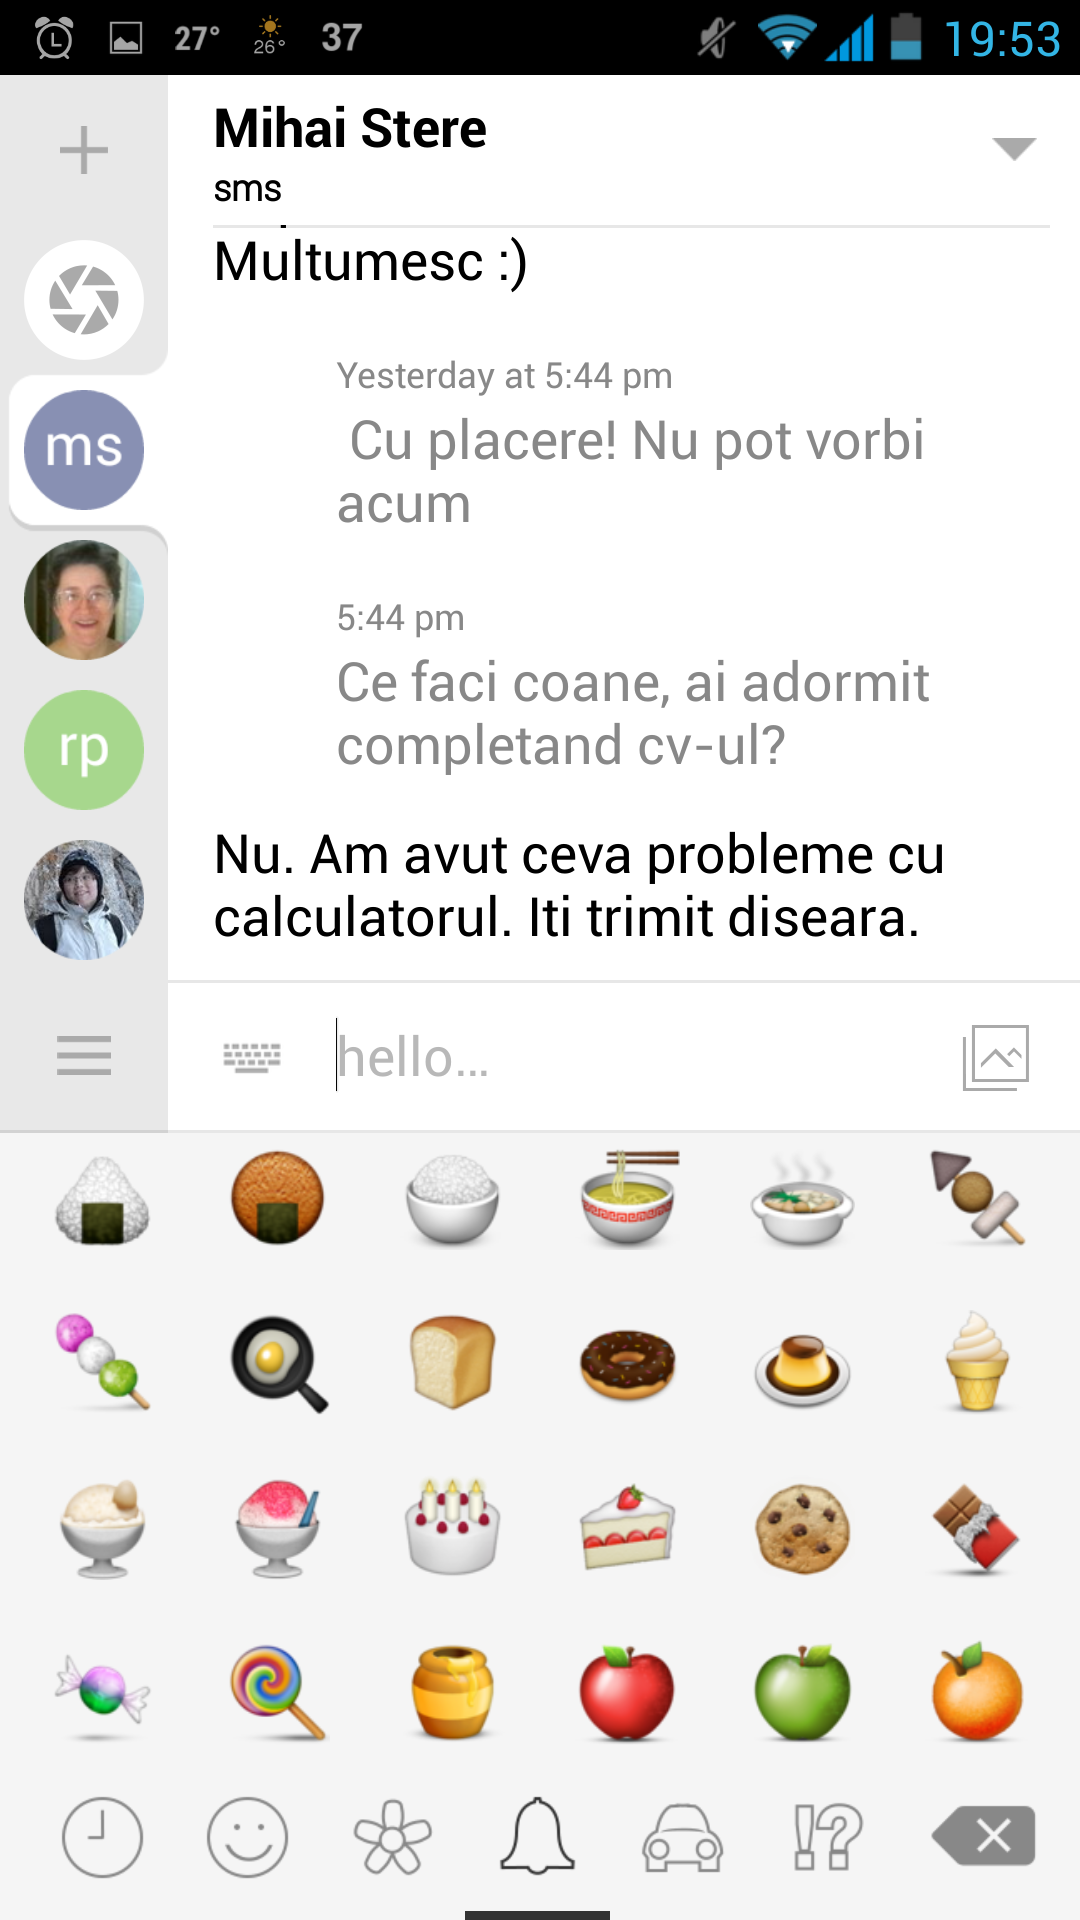 27° 26° 37 19:53
Mihai Stere
sms
Multumesc :)
Yesterday at 5:44 pm
Cu placere! Nu pot vorbi
acum
5:44 pm
Ce faci coane, ai adormit
completand cv-ul?
Nu. Am avut ceva probleme cu
calculatorul. Iti trimit diseara.
ms
rp
hello...
!?